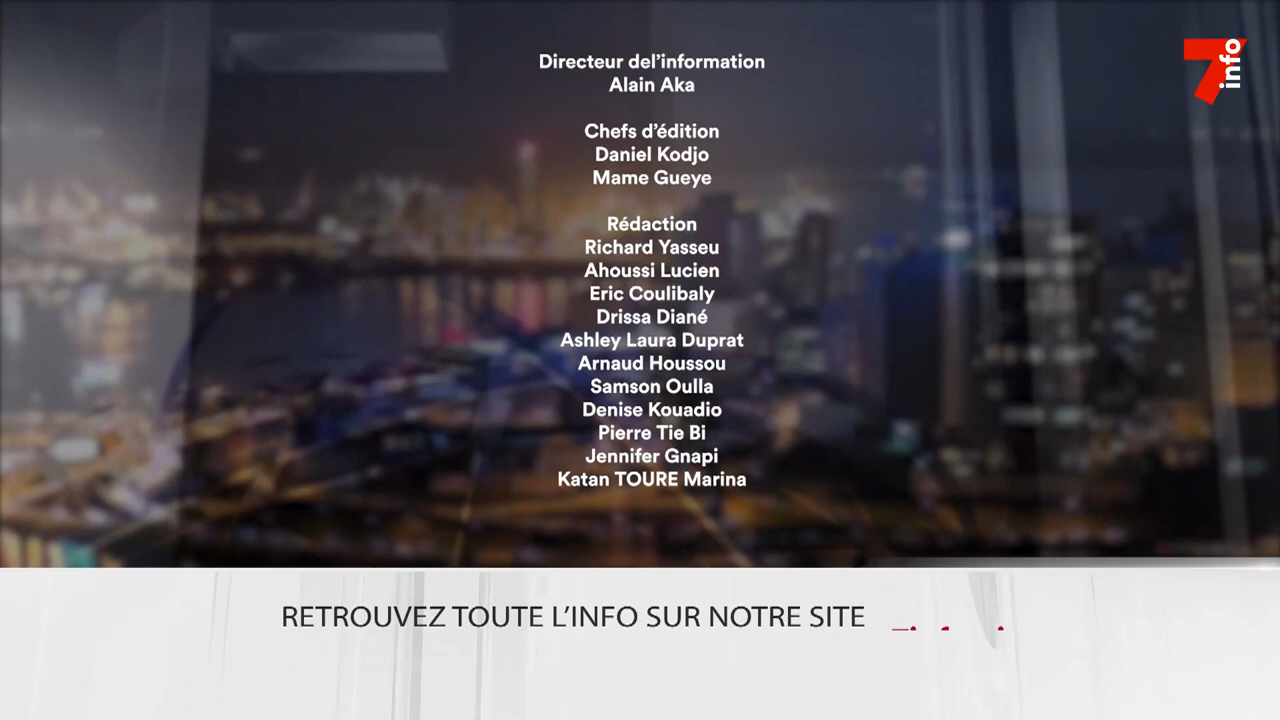 7info
Directeur del’information
Alain Aka
Chefs d’édition
Daniel Kodjo
Mame Gueye
Rédaction
Richard Yasseu
Ahoussi Lucien
Eric Coulibaly
Drissa Diané
Ashley Laura Duprat
Arnaud Houssou
Samson Oulla
Denise Kouadio
Pierre Tie Bi
Jennifer Gnapi
Katan TOURE Marina
RETROUVEZ TOUTE L’INFO SUR NOTRE SITE